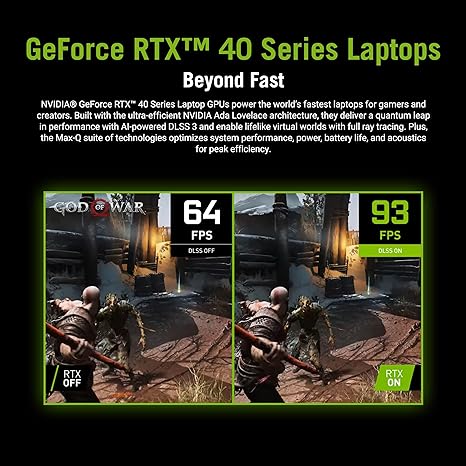 GeForce RTX™ 40 Series Laptops
Beyond Fast
NVIDIA® GeForce RTX™ 40 Series Laptop GPUs power the world's fastest laptops for gamers and
creators. Built with the ultra-efficient NVIDIA Ada Lovelace architecture, they deliver a quantum leap
in performance with AI-powered DLSS 3 and enable lifelike virtual worlds with full ray tracing. Plus,
the Max-Q suite of technologies optimizes system performance, power, battery life, and acoustics
for peak efficiency.
GOD OF WAR
64
FPS
DLSS OFF
RTX
OFF
93
FPS
DLSS ON
RTX
ON